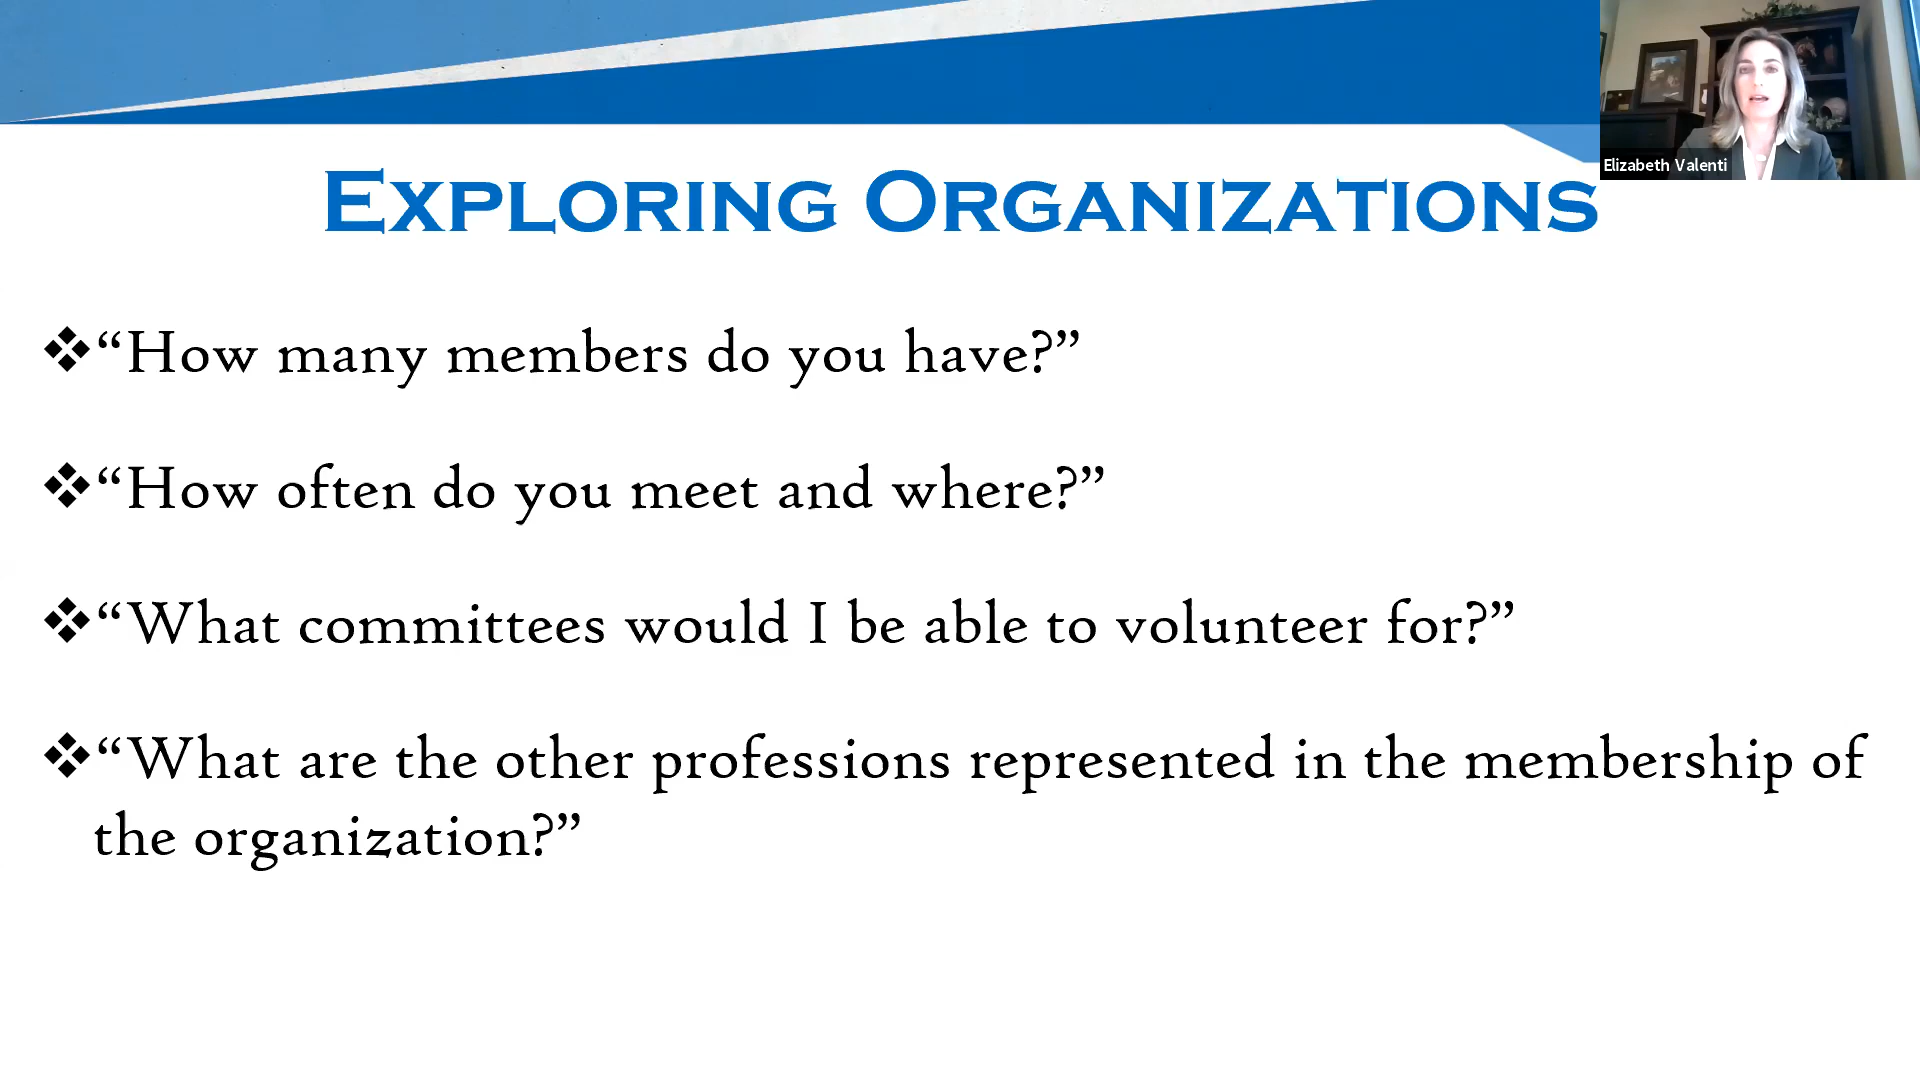 Elizabeth Valenti
EXPLORING ORGANIZATIONS
❖“How many members do you have?”
❖“How often do you meet and where?”
❖“What committees would I be able to volunteer for?”
❖“What are the other professions represented in the membership of
the organization?”